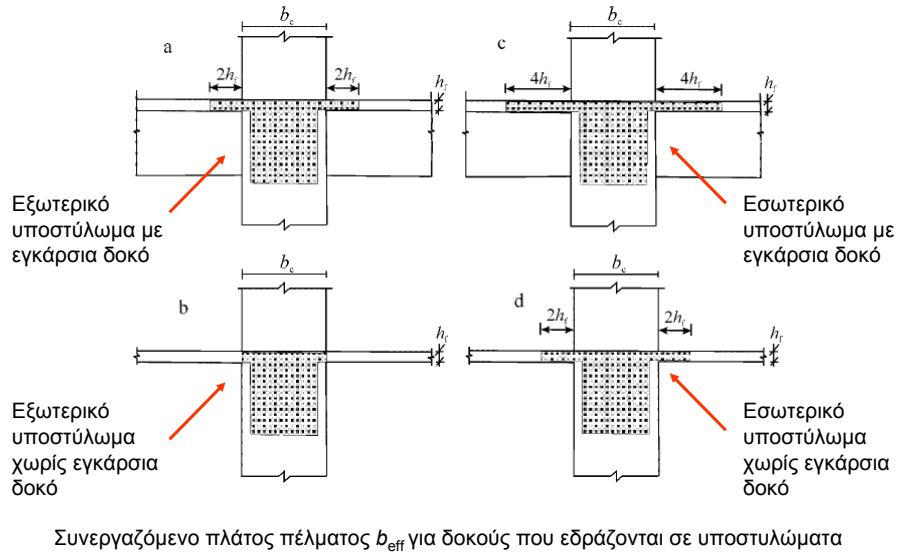 b_c
a
2h_f
2h_f
h_f
Εξωτερικό
υποστύλωμα με
εγκάρσια δοκό
b_c
c
4h_f
4h_f
h_f
Εσωτερικό
υποστύλωμα με
εγκάρσια δοκό
b_c
b
h_f
Εξωτερικό
υποστύλωμα
χωρίς εγκάρσια
δοκό
b_c
d
2h_f
2h_f
h_f
Εσωτερικό
υποστύλωμα
χωρίς εγκάρσια
δοκό
Συνεργαζόμενο πλάτος πέλματος b_eff για δοκούς που εδράζονται σε υποστυλώματα